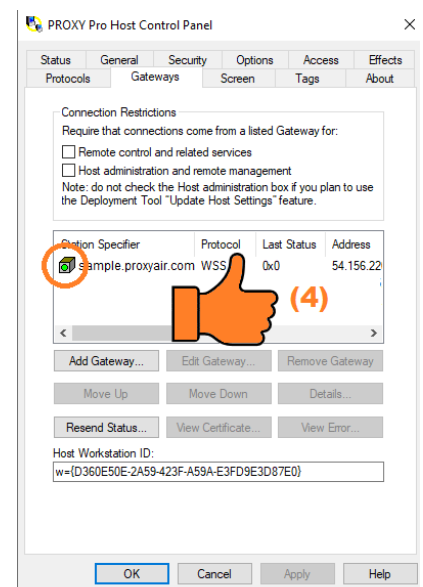 PROXY Pro Host Control Panel
Status General Security Options Access Effects
Protocols Gateways Screen Tags About
Connection Restrictions
Require that connections come from a listed Gateway for:
Remote control and related services
Host administration and remote management
Note: do not check the Host administration box if you plan to use
the Deployment Tool "Update Host Settings" feature.
Station Specifier Protocol Last Status Address
sample.proxyair.com WSS 0x0 54.156.22
(4)
Add Gateway... Edit Gateway... Remove Gateway
Move Up Move Down Details...
Resend Status... View Certificate... View Error...
Host Workstation ID:
w={D360E50E-2A59-423F-A59A-E3FD9E3D87E0}
OK Cancel Apply Help